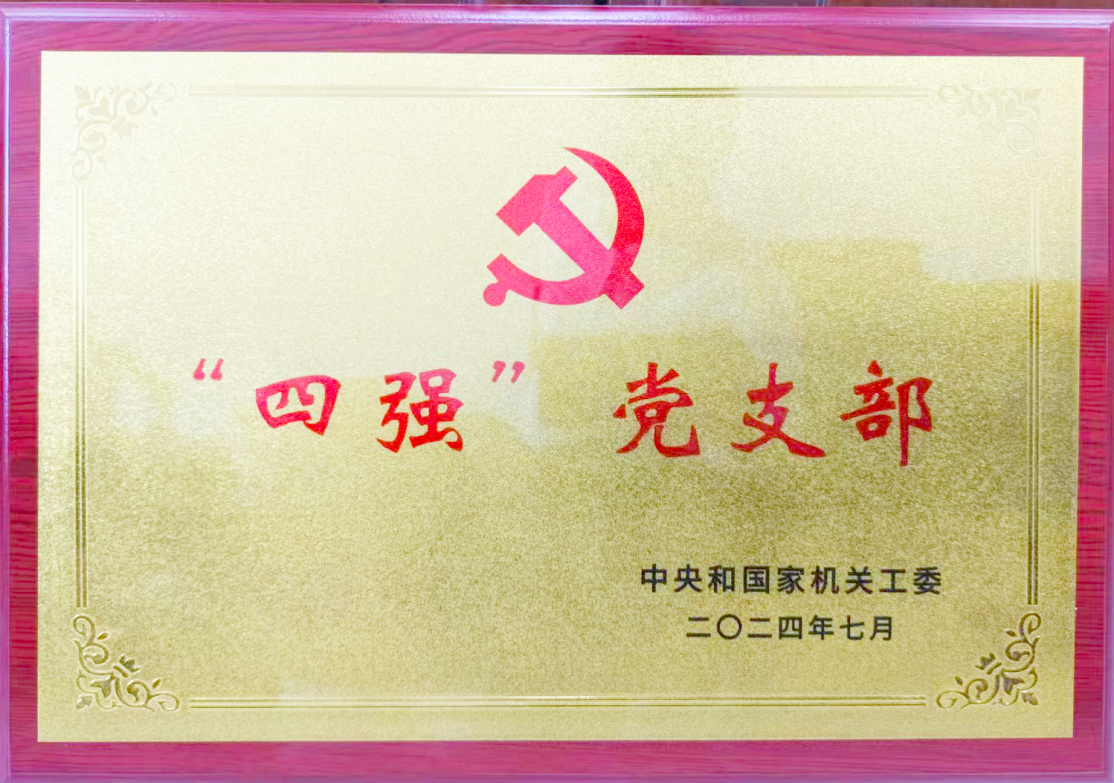 “四强”党支部
中央和国家机关工委
二〇二四年七月